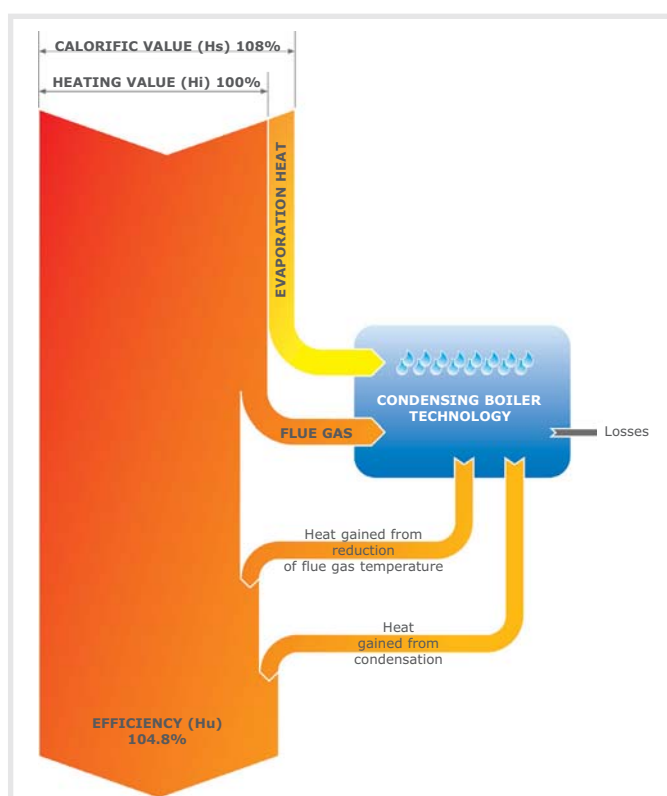 CALORIFIC VALUE (Hs) 108%
HEATING VALUE (Hi) 100%
EVAPORATION HEAT
CONDENSING BOILER
TECHNOLOGY
FLUE GAS
Losses
Heat gained from
reduction
of flue gas temperature
Heat
gained from
condensation
EFFICIENCY (Hu)
104.8%